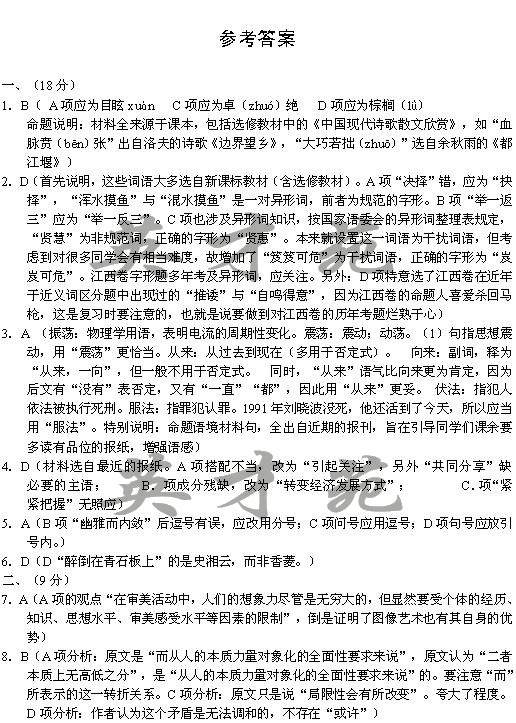 参考答案
一、（18分）
1．B（ A项应为目眩xuàn C项应为卓（zhuó）绝 D项应为棕榈（lǘ）
命题说明：材料全来源于课本，包括选修教材中的《中国现代诗歌散文欣赏》，如“血
脉贲（bēn）张”出自洛夫的诗歌《边界望乡》，“大巧若拙（zhuō）”选自余秋雨的《都
江堰》）
2．D（首先说明，这些词语大多选自新课标教材（含选修教材）。A项“决择”错，应为“抉
择”，“浑水摸鱼”与“混水摸鱼”是一对异形词，前者为规范的字形。B项“举一返
三”应为“举一反三”。C项也涉及异形词知识，按国家语委会的异形词整理表规定，
“贤慧”为非规范词，正确的字形为“贤惠”。本来就设置这一词语为干扰词语，但考
虑到对很多同学会有相当难度，故增加了“笈笈可危”为干扰词语，正确的字形为“岌
岌可危”。江西卷字形题多年考及异形词，应关注。另外：D项特意选了江西卷在近年
于近义词区分题中出现过的“推诿”与“自鸣得意”，因为江西卷的命题人喜爱杀回马
枪，这是复习时要注意的，也就是说要做到对江西卷的历年考题烂熟于心）
3．A （振荡：物理学用语，表明电流的周期性变化。震荡：震动；动荡。（1）句指思想震
动，用“震荡”更恰当。从来：从过去到现在（多用于否定式）。 向来：副词，释为
“从来，一向”，但一般不用于否定式。 同时，“从来”语气比向来更为肯定，因为
后文有“没有”表否定，又有“一直”“都”，因此用“从来”更妥。 伏法：指犯人
依法被执行死刑。服法：指罪犯认罪。1991年刘晓波没死，他还活到了今天，所以应当
用“服法”。特别说明：命题语境材料句，全出自近期的报刊，旨在引导同学们课余要
多读有品位的报纸，增强语感）
4．D（材料选自最近的报纸。A项搭配不当，改为“引起关注”，另外“共同分享”缺
必要的主语； B．项成分残缺，改为“转变经济发展方式”； C．项“紧
紧把握”无照应）
5．A（B项“幽雅而内敛”后逗号有误，应改用分号；C项问号应用逗号；D项句号应放引
号内。）
6．D（D“醉倒在青石板上”的是史湘云，而非香菱。）
二、（9分）
7．A（A项的观点“在审美活动中，人们的想象力尽管是无穷大的，但显然要受个体的经历、
知识、思想水平、审美感受水平等因素的限制”，倒是证明了图像艺术也有其自身的优
势）
8．B（A项分析：原文是“而从人的本质力量对象化的全面性要求来说”，原文认为“二者
本质上无高低之分”，是“从人的本质力量对象化的全面性要求来说”的。要注意“而”
所表示的这一转折关系。C项分析：原文只是说“局限性会有所改变”。夸大了程度。
D项分析：作者认为这个矛盾是无法调和的，不存在“或许”）
英才苑
英才苑